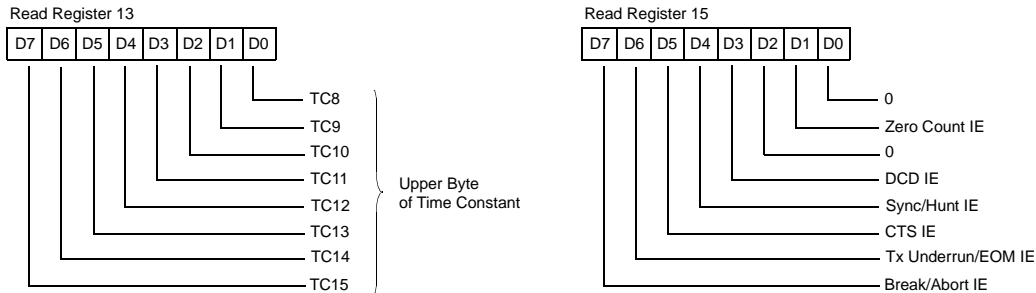 Read Register 13
D7 D6 D5 D4 D3 D2 D1 D0
TC8
TC9
TC10
TC11
TC12
TC13
TC14
TC15
Upper Byte
of Time Constant
Read Register 15
D7 D6 D5 D4 D3 D2 D1 D0
0
Zero Count IE
0
DCD IE
Sync/Hunt IE
CTS IE
Tx Underrun/EOM IE
Break/Abort IE